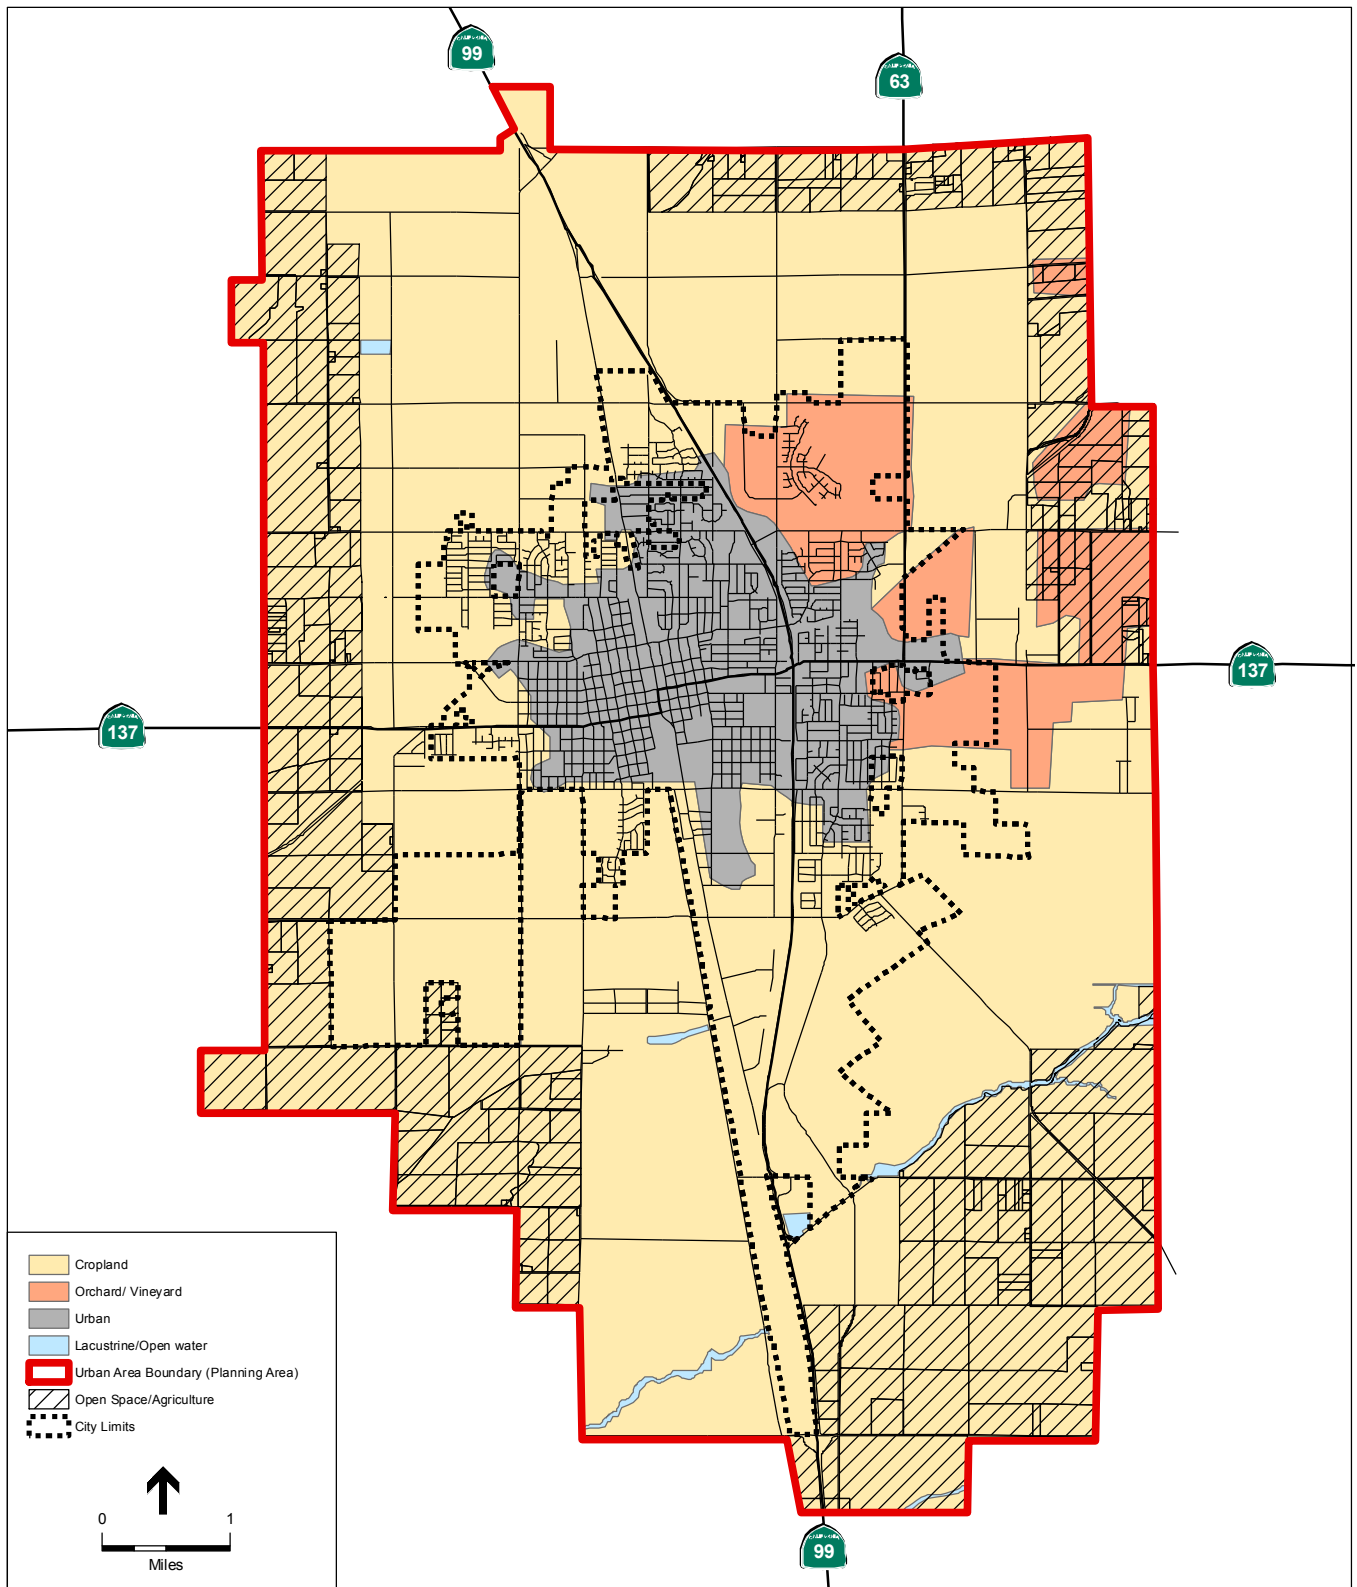 99
63
137
137
Cropland
Orchard/ Vineyard
Urban
Lacustrine/Open water
Urban Area Boundary (Planning Area)
Open Space/Agriculture
City Limits
0 1
Miles
99